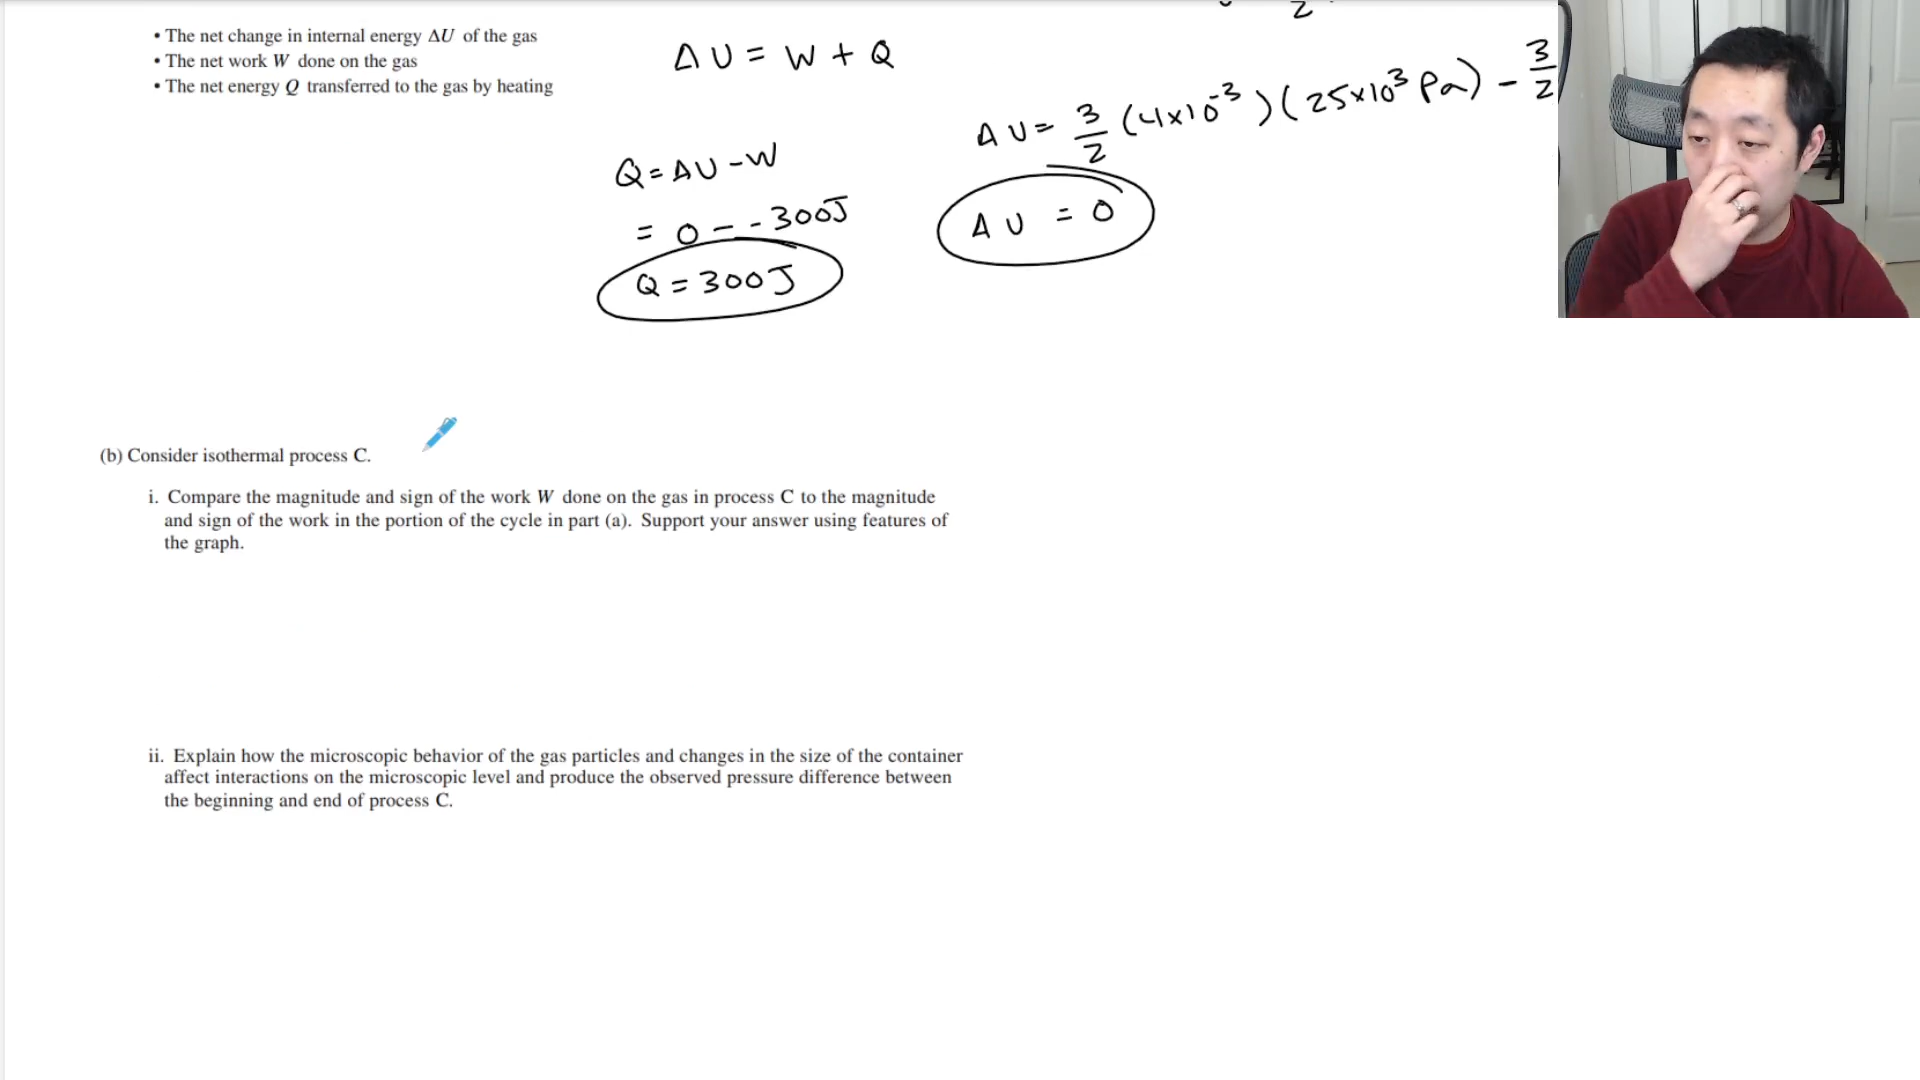 • The net change in internal energy ΔU of the gas
• The net work W done on the gas
• The net energy Q transferred to the gas by heating
ΔU = W + Q
2
ΔU = 3/2 (4x10^-3)(25x10^3 Pa) - 3/2
Q = ΔU - W
= 0 - - 300J
Q = 300J
ΔU = 0
(b) Consider isothermal process C.
i. Compare the magnitude and sign of the work W done on the gas in process C to the magnitude
and sign of the work in the portion of the cycle in part (a). Support your answer using features of
the graph.
ii. Explain how the microscopic behavior of the gas particles and changes in the size of the container
affect interactions on the microscopic level and produce the observed pressure difference between
the beginning and end of process C.